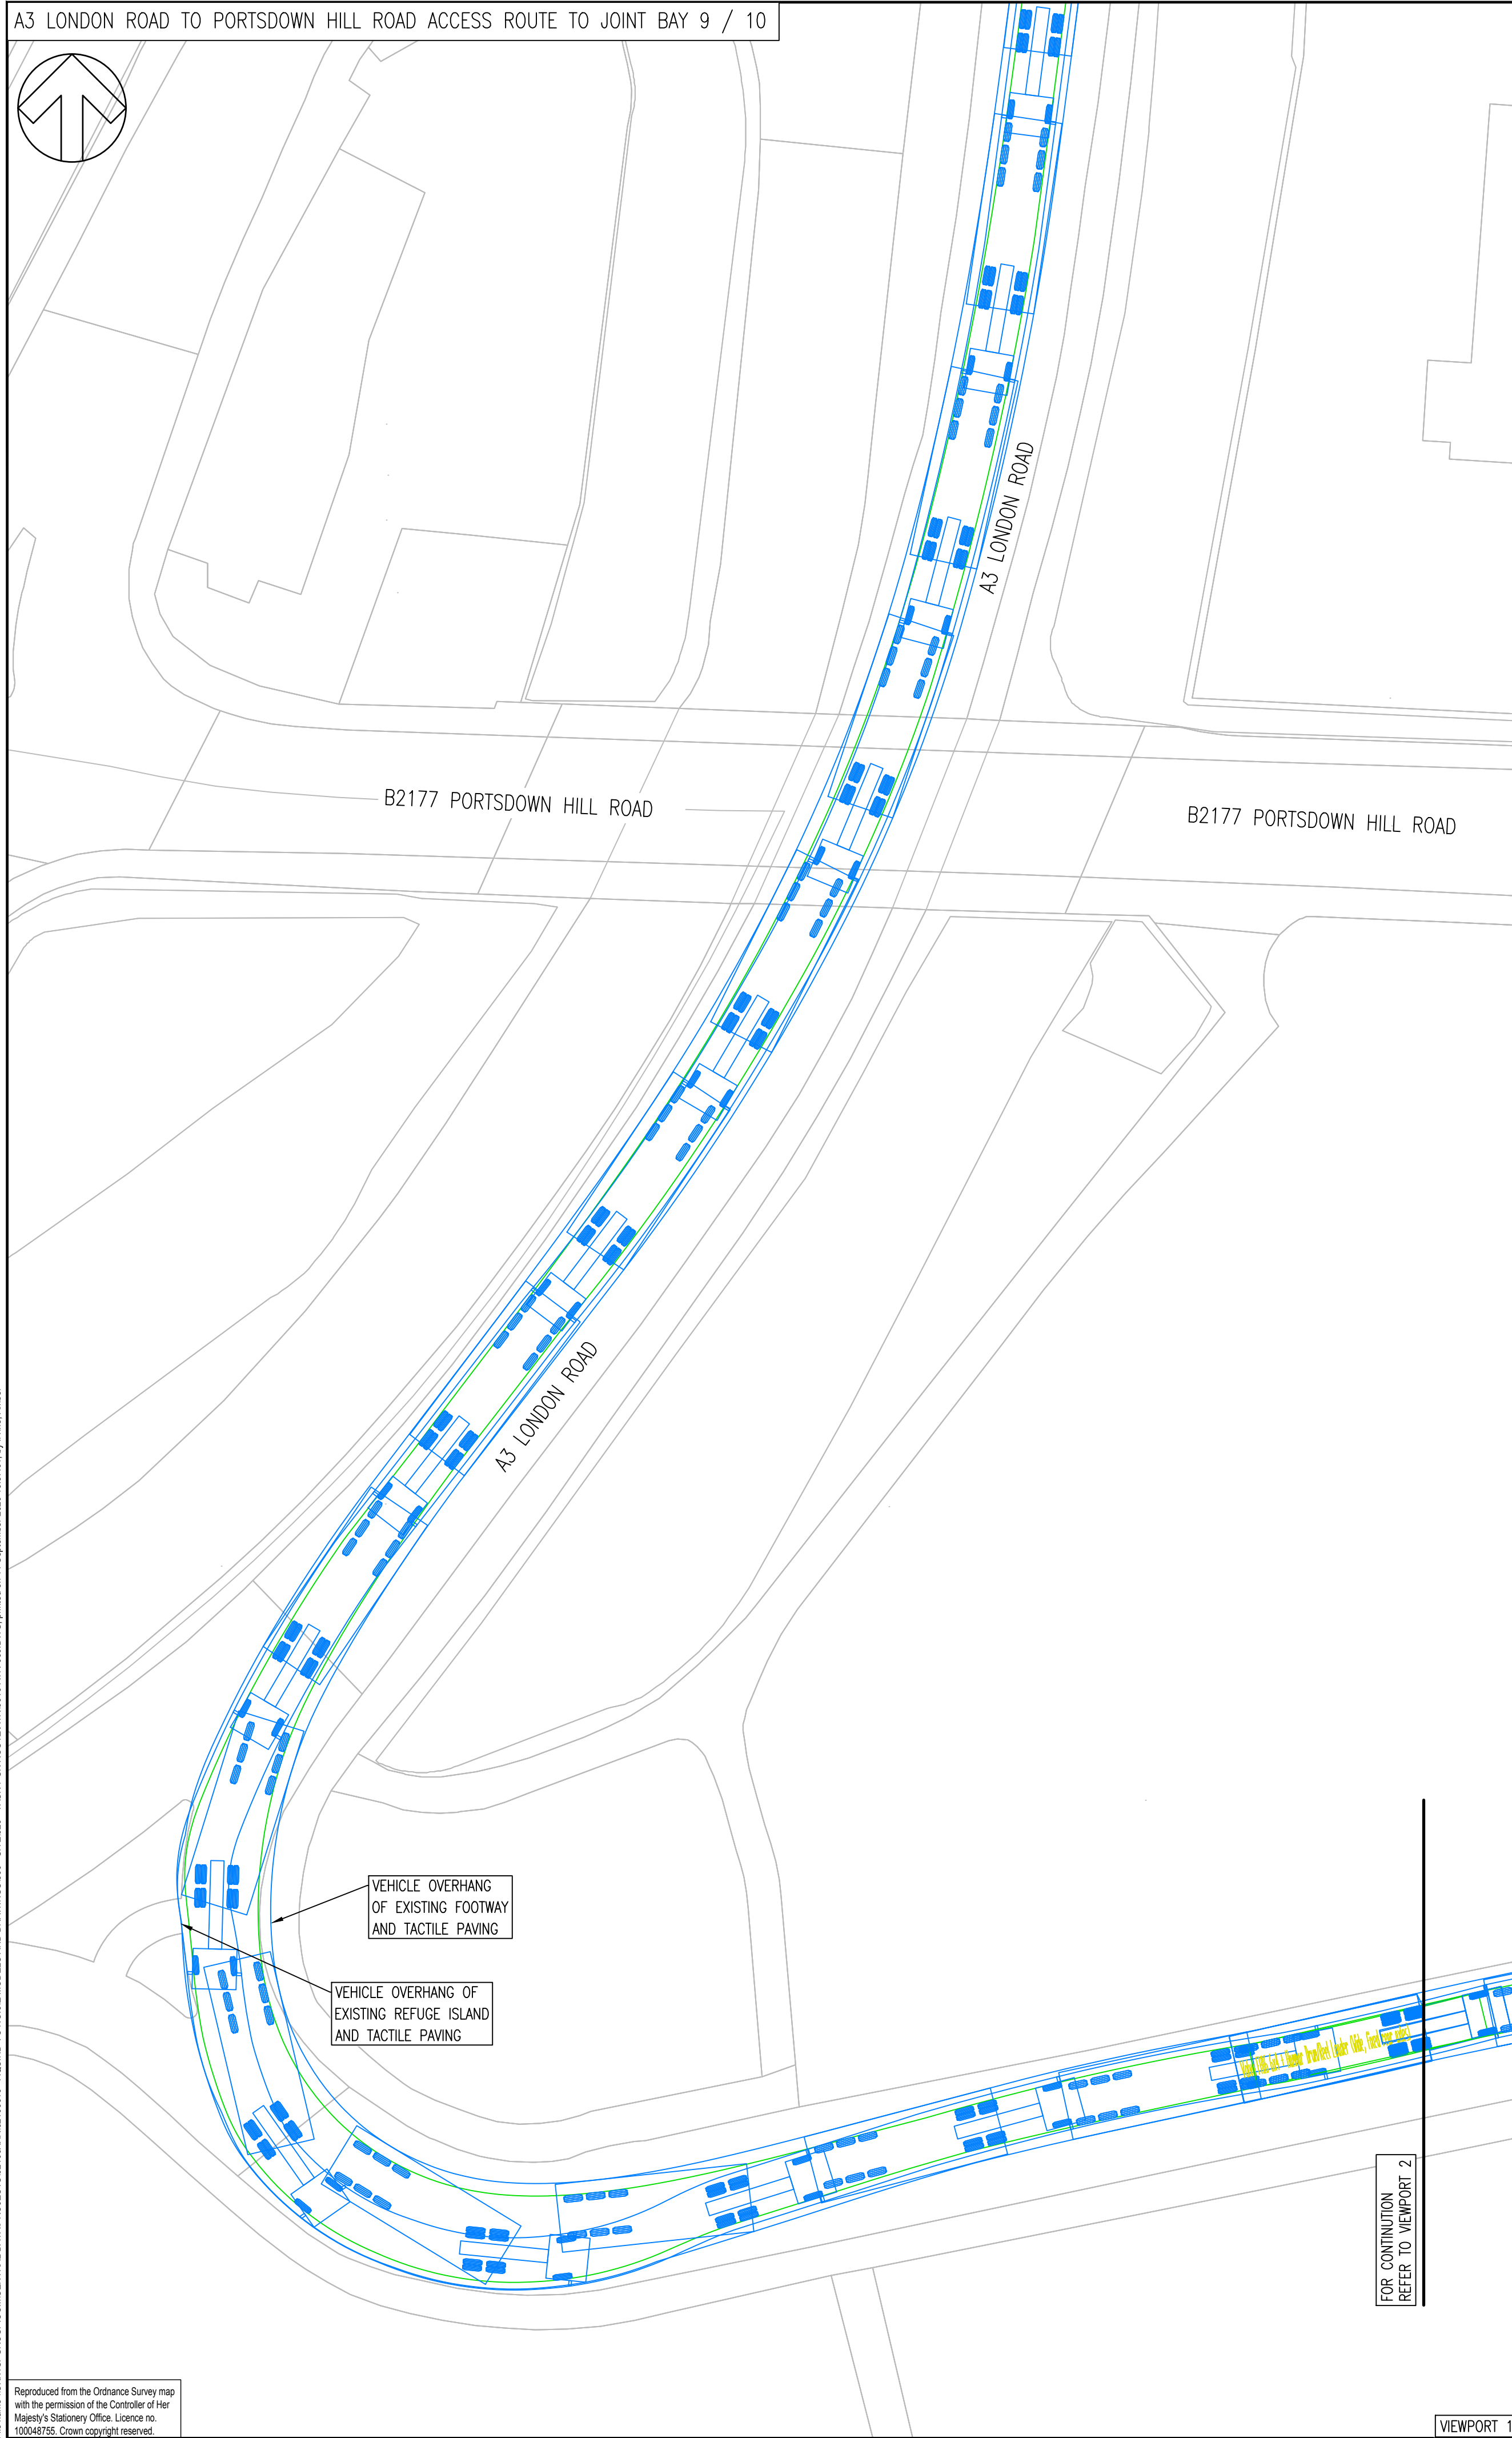 A3 LONDON ROAD TO PORTSDOWN HILL ROAD ACCESS ROUTE TO JOINT BAY 9 / 10
A3 LONDON ROAD
B2177 PORTSDOWN HILL ROAD
B2177 PORTSDOWN HILL ROAD
A3 LONDON ROAD
VEHICLE OVERHANG
OF EXISTING FOOTWAY
AND TACTILE PAVING
VEHICLE OVERHANG OF
EXISTING REFUGE ISLAND
AND TACTILE PAVING
FOR CONTINUTION
REFER TO VIEWPORT 2
Reproduced from the Ordnance Survey map
with the permission of the Controller of Her
Majesty's Stationery Office. Licence no.
100048755. Crown copyright reserved.
VIEWPORT 1